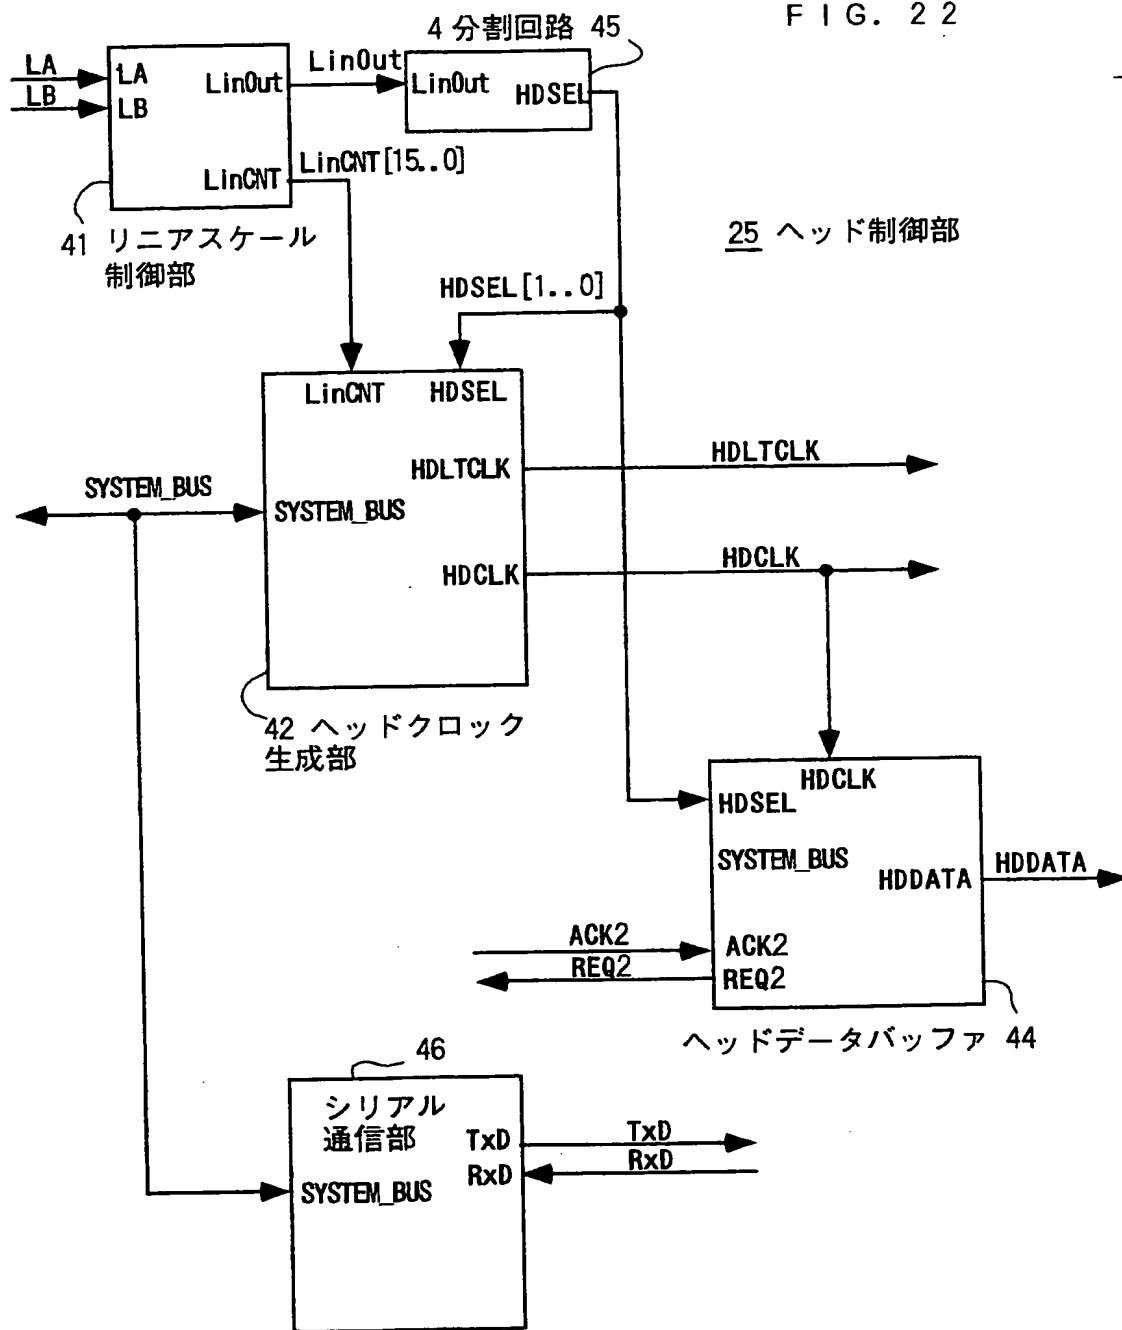 F I G. 2 2
4分割回路 45
LA
LB
LA
LB
LinOut
LinOut
LinOut
HDSEL
LinCNT
LinCNT[15..0]
41 リニアスケール
制御部
25 ヘッド制御部
HDSEL[1..0]
LinCNT
HDSEL
HDLTCLK
HDLTCLK
SYSTEM_BUS
SYSTEM_BUS
HDCLK
HDCLK
42 ヘッドクロック
生成部
HDCLK
HDSEL
SYSTEM_BUS
HDDATA
HDDATA
ACK2
ACK2
REQ2
REQ2
ヘッドデータバッファ 44
46
シリアル
通信部
TxD
TxD
RxD
RxD
SYSTEM_BUS